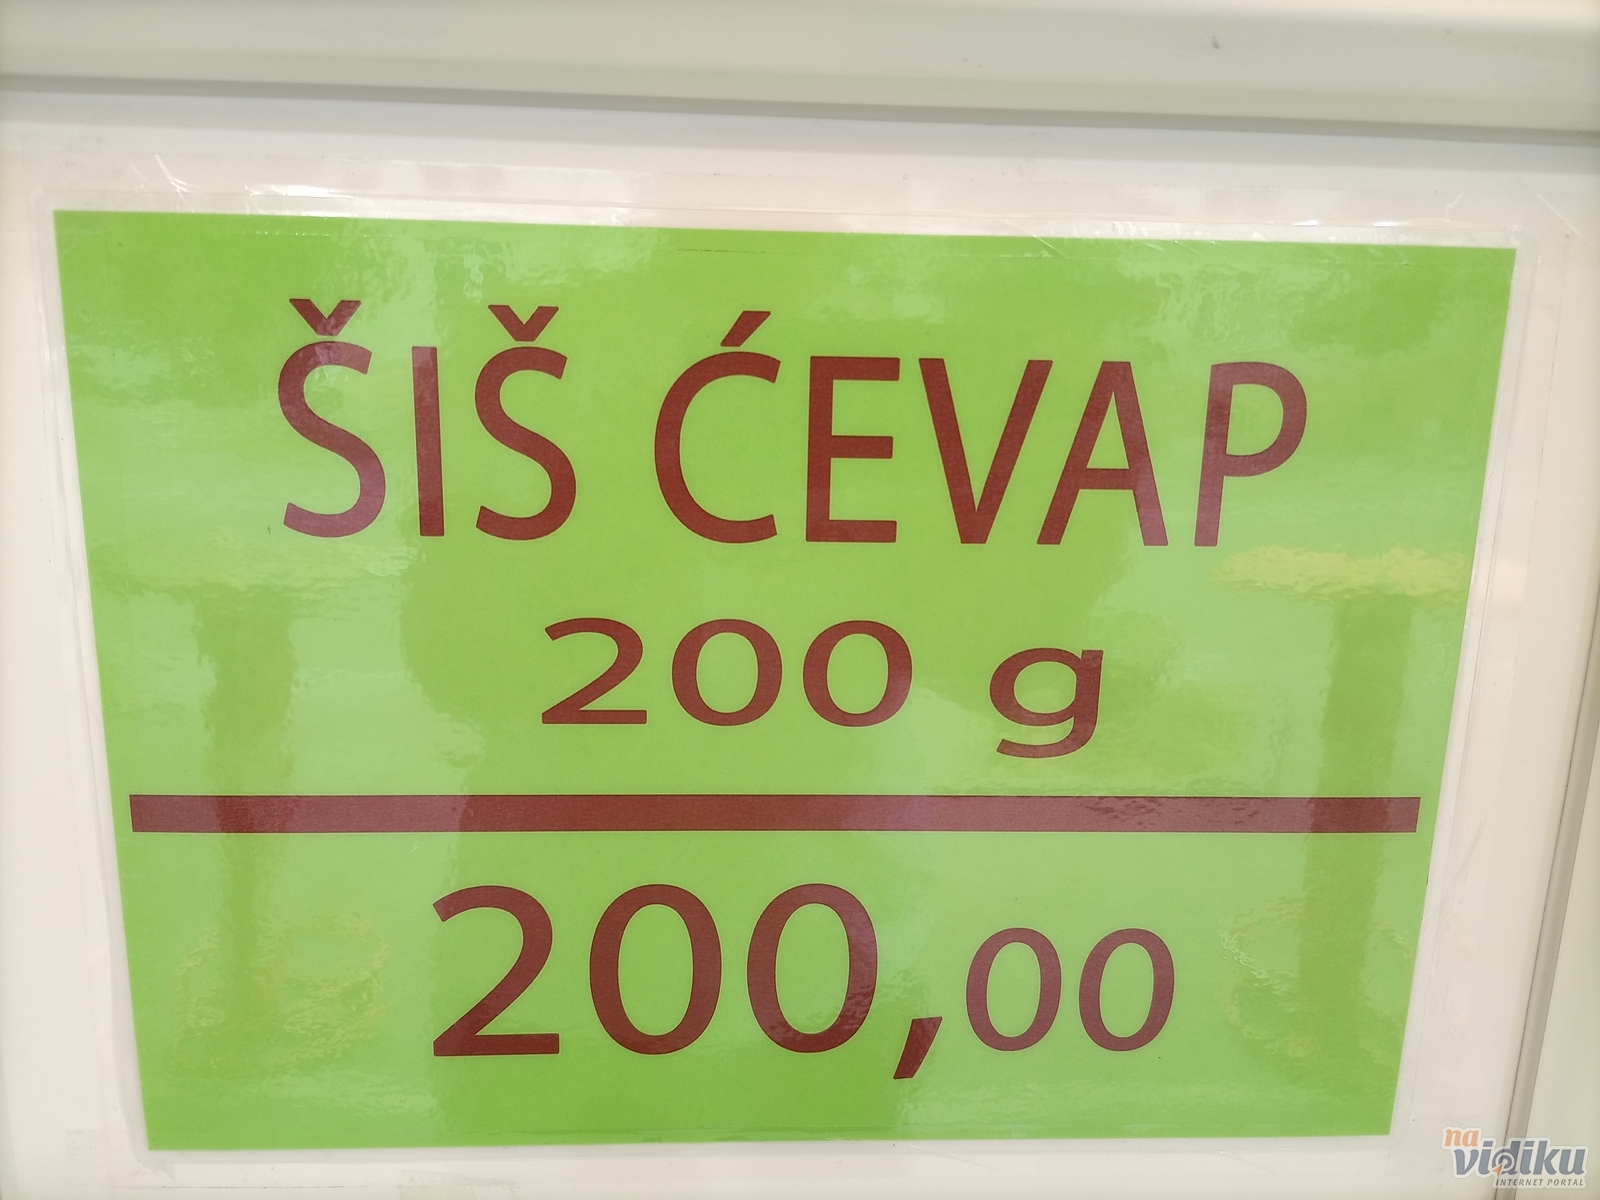 ŠIŠ ĆEVAP
200 g
200,00
na
vidiku
INTERNET PORTAL